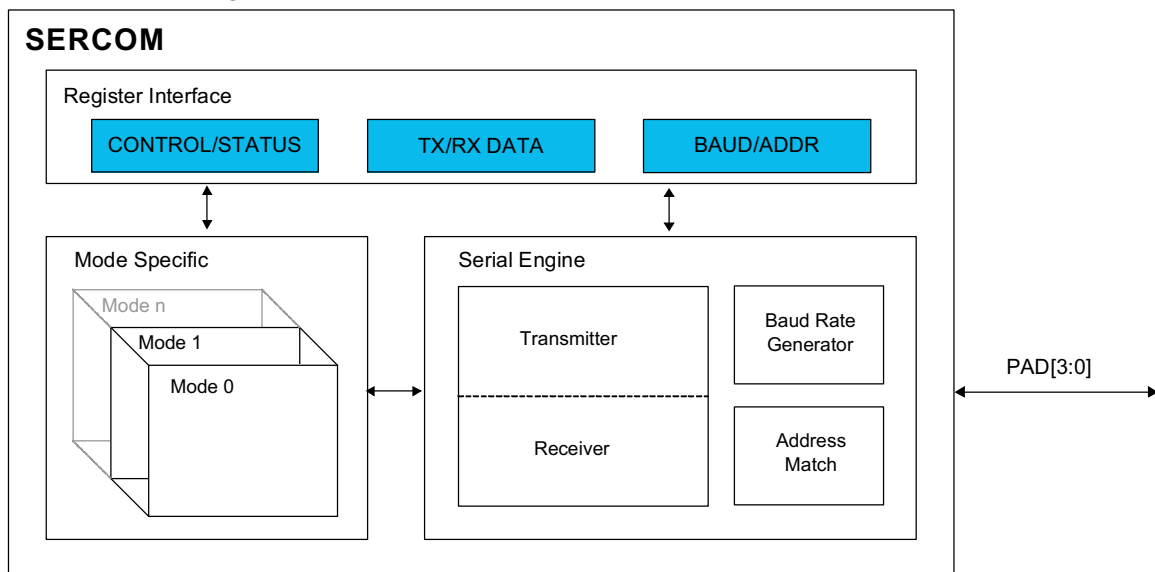 SERCOM
Register Interface
CONTROL/STATUS
TX/RX DATA
BAUD/ADDR
Mode Specific
Mode n
Mode 1
Mode 0
Serial Engine
Transmitter
Receiver
Baud Rate
Generator
Address
Match
PAD[3:0]